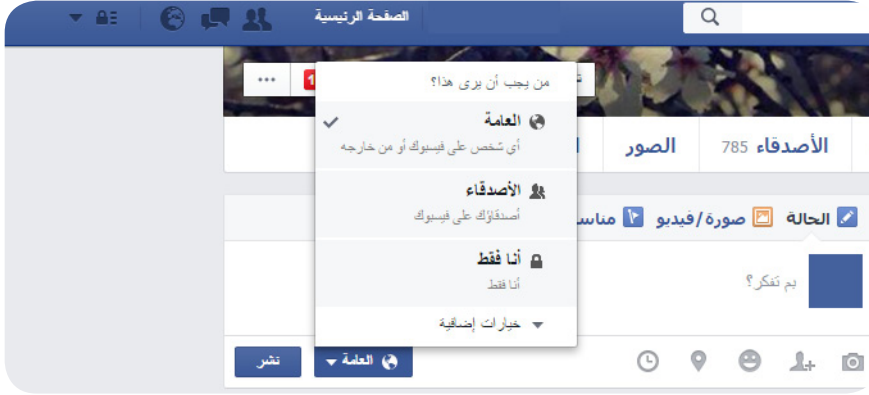 الصفحة الرئيسية
من يجب أن يرى هذا؟
العامة
أي شخص على فيسبوك أو من خارجه
الأصدقاء
أصدقاؤك على فيسبوك
أنا فقط
أنا فقط
خيارات إضافية
الأصدقاء 785
الصور
الحالة
صورة/فيديو
بم تفكر؟
العامة
نشر